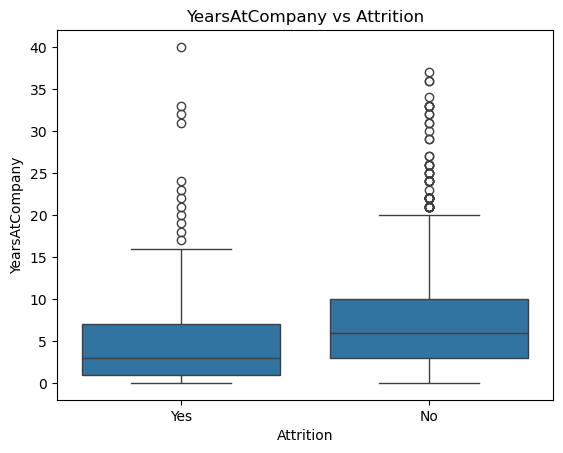 YearsAtCompany vs Attrition
40
35
30
25
20
15
10
5
0
YearsAtCompany
Yes
No
Attrition